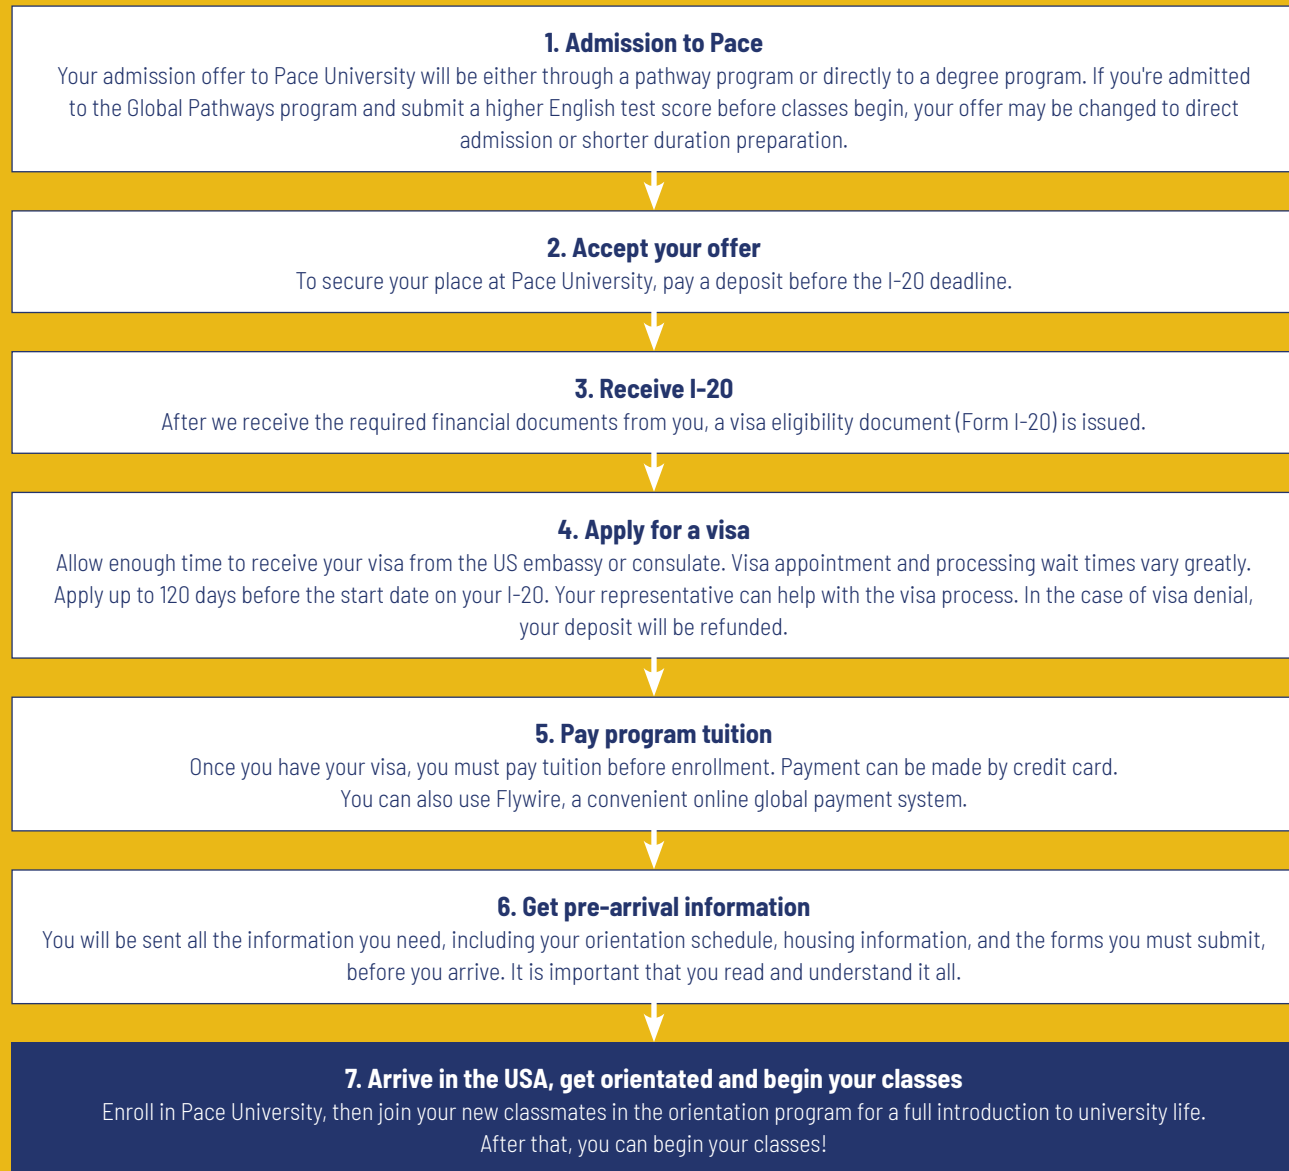 1. Admission to Pace
Your admission offer to Pace University will be either through a pathway program or directly to a degree program. If you're admitted
to the Global Pathways program and submit a higher English test score before classes begin, your offer may be changed to direct
admission or shorter duration preparation.
2. Accept your offer
To secure your place at Pace University, pay a deposit before the I-20 deadline.
3. Receive I-20
After we receive the required financial documents from you, a visa eligibility document (Form I-20) is issued.
4. Apply for a visa
Allow enough time to receive your visa from the US embassy or consulate. Visa appointment and processing wait times vary greatly.
Apply up to 120 days before the start date on your I-20. Your representative can help with the visa process. In the case of visa denial,
your deposit will be refunded.
5. Pay program tuition
Once you have your visa, you must pay tuition before enrollment. Payment can be made by credit card.
You can also use Flywire, a convenient online global payment system.
6. Get pre-arrival information
You will be sent all the information you need, including your orientation schedule, housing information, and the forms you must submit,
before you arrive. It is important that you read and understand it all.
7. Arrive in the USA, get orientated and begin your classes
Enroll in Pace University, then join your new classmates in the orientation program for a full introduction to university life.
After that, you can begin your classes!